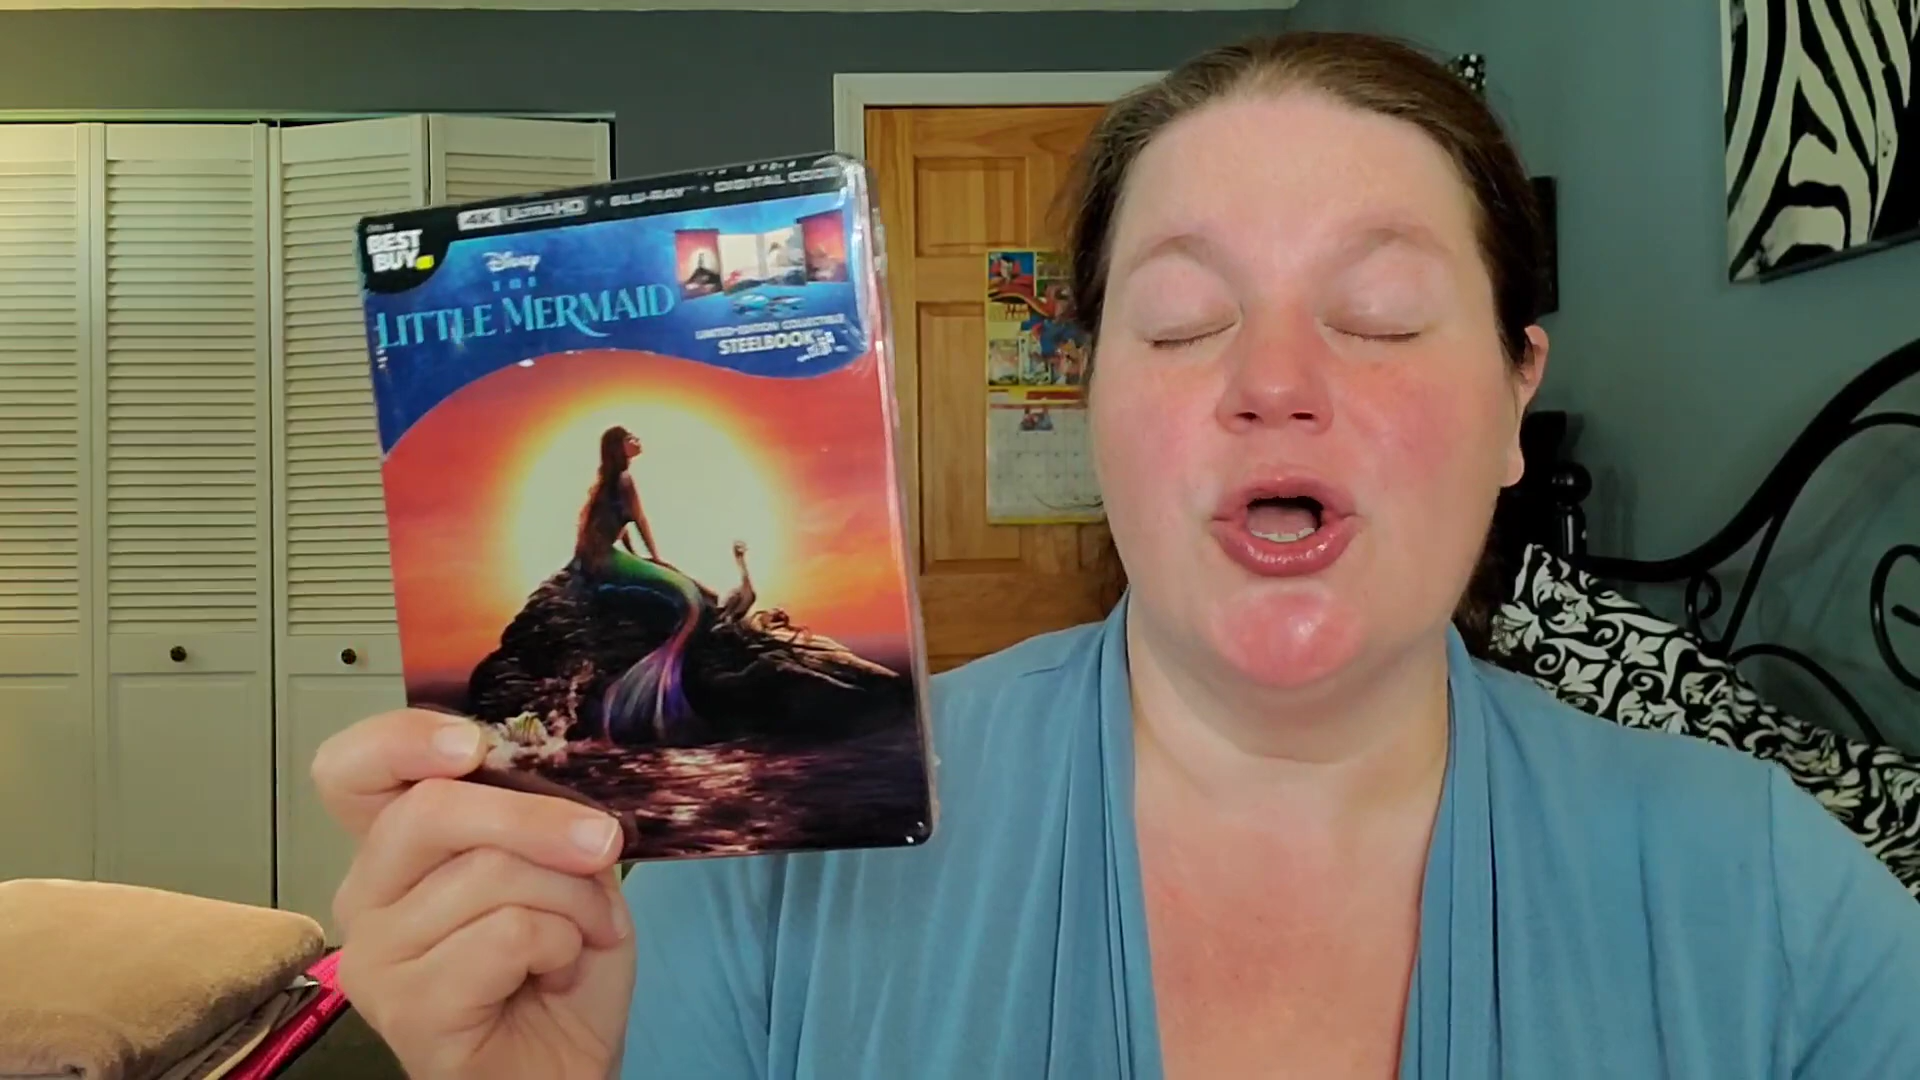 4K ULTRA HD + BLU-RAY + DIGITAL CODE
BEST
BUY
Disney
THE
LITTLE MERMAID
LIMITED-EDITION COLLECTIBLE
STEELBOOK